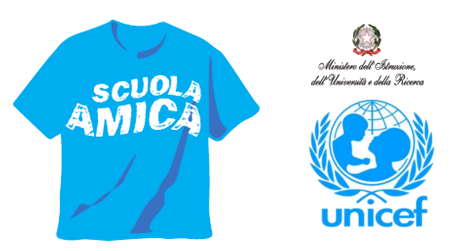 SCUOLA
AMICA
Ministero dell'Istruzione,
dell'Università e della Ricerca
unicef